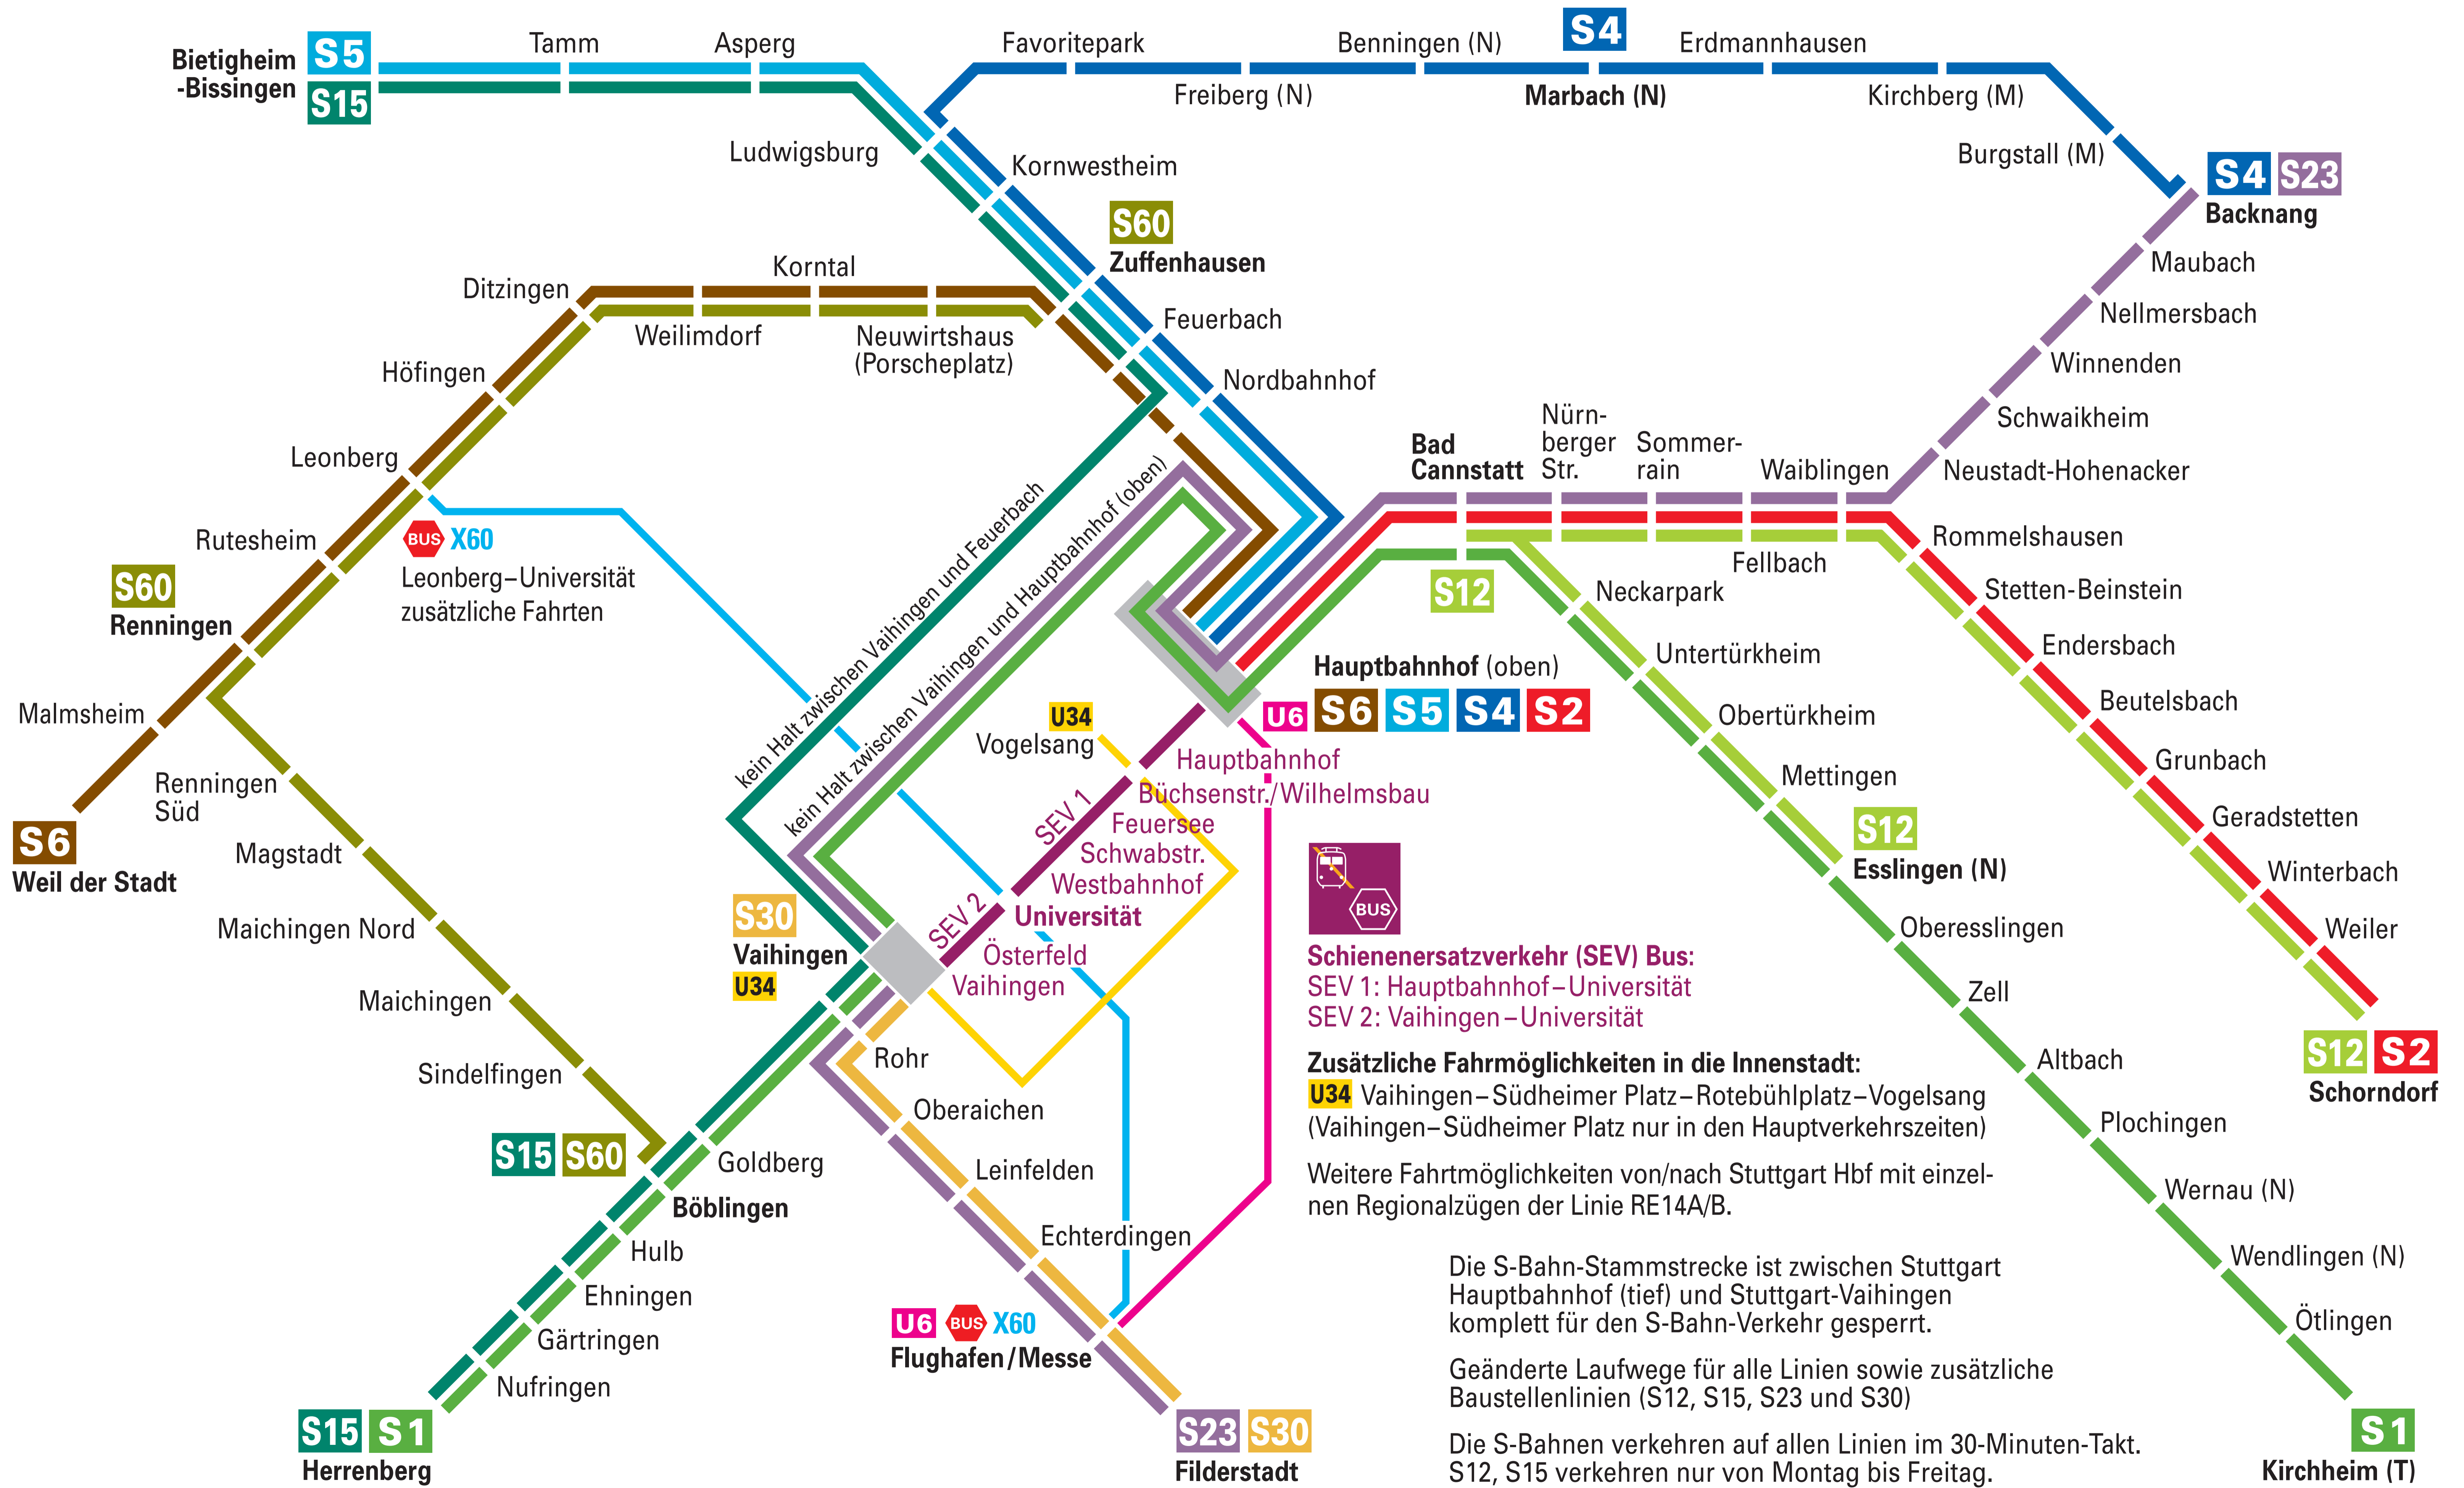 Bietigheim
-Bissingen
S5
S15
Tamm
Asperg
Favoritepark
Freiberg (N)
Benningen (N)
S4
Marbach (N)
Erdmannhausen
Kirchberg (M)
Burgstall (M)
S4 S23
Backnang
Ludwigsburg
Kornwestheim
S60
Zuffenhausen
Feuerbach
Nordbahnhof
Maubach
Nellmersbach
Winnenden
Schwaikheim
Neustadt-Hohenacker
Ditzingen
Korntal
Weilimdorf
Neuwirtshaus
(Porscheplatz)
Höfingen
Leonberg
Rutesheim
S60
Renningen
Malmsheim
S6
Weil der Stadt
BUS X60
Leonberg–Universität
zusätzliche Fahrten
Renningen
Süd
Magstadt
Maichingen Nord
Maichingen
Sindelfingen
S15 S60
kein Halt zwischen Vaihingen und Feuerbach
kein Halt zwischen Vaihingen und Hauptbahnhof (oben)
Bad
Cannstatt
Nürn-
berger
Str.
Sommer-
rain
Waiblingen
Fellbach
S12
Rommelshausen
Stetten-Beinstein
Endersbach
Beutelsbach
Grunbach
Geradstetten
Winterbach
Weiler
S12 S2
Schorndorf
Neckarpark
Untertürkheim
Obertürkheim
Mettingen
S12
Esslingen (N)
Oberesslingen
Zell
Altbach
Plochingen
Wernau (N)
Wendlingen (N)
Ötlingen
S1
Kirchheim (T)
Hauptbahnhof (oben)
U6 S6 S5 S4 S2
U34
Vogelsang
Hauptbahnhof
Büchsenstr./Wilhelmsbau
Feuersee
Schwabstr.
Westbahnhof
Universität
Österfeld
Vaihingen
SEV 1
SEV 2
S30
Vaihingen
U34
Rohr
Oberaichen
Leinfelden
Echterdingen
U6 BUS X60
Flughafen/Messe
S23 S30
Filderstadt
Goldberg
Böblingen
Hulb
Ehningen
Gärtringen
Nufringen
S15 S1
Herrenberg
BUS
Schienenersatzverkehr (SEV) Bus:
SEV 1: Hauptbahnhof–Universität
SEV 2: Vaihingen–Universität
Zusätzliche Fahrmöglichkeiten in die Innenstadt:
U34 Vaihingen–Südheimer Platz–Rotebühlplatz–Vogelsang
(Vaihingen–Südheimer Platz nur in den Hauptverkehrszeiten)
Weitere Fahrtmöglichkeiten von/nach Stuttgart Hbf mit einzel-
nen Regionalzügen der Linie RE14A/B.
Die S-Bahn-Stammstrecke ist zwischen Stuttgart
Hauptbahnhof (tief) und Stuttgart-Vaihingen
komplett für den S-Bahn-Verkehr gesperrt.
Geänderte Laufwege für alle Linien sowie zusätzliche
Baustellenlinien (S12, S15, S23 und S30)
Die S-Bahnen verkehren auf allen Linien im 30-Minuten-Takt.
S12, S15 verkehren nur von Montag bis Freitag.